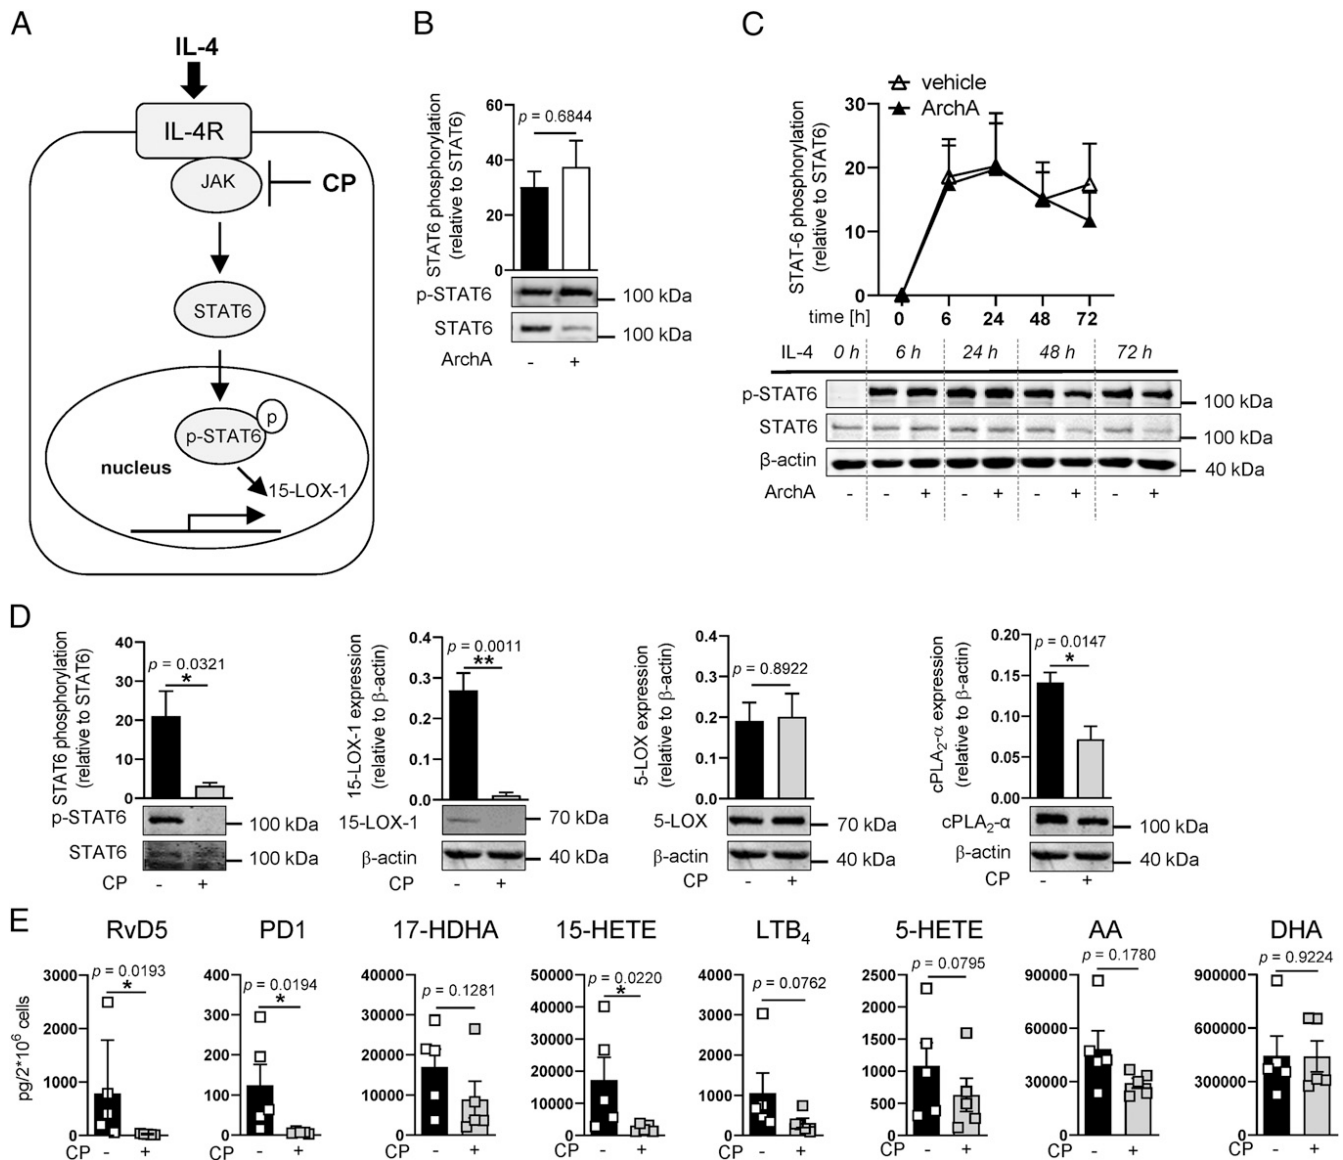 A
IL-4
IL-4R
JAK
CP
STAT6
p-STAT6
p
nucleus
15-LOX-1
B
STAT6 phosphorylation
(relative to STAT6)
60
40
20
0
p = 0.6844
p-STAT6
100 kDa
STAT6
100 kDa
ArchA - +
C
vehicle
ArchA
STAT-6 phosphorylation
(relative to STAT6)
30
20
10
0
time [h] 0 6 24 48 72
IL-4 0 h 6 h 24 h 48 h 72 h
p-STAT6 100 kDa
STAT6 100 kDa
β-actin 40 kDa
ArchA - - + - + - + - +
D
STAT6 phosphorylation
(relative to STAT6)
40
30
20
10
0
p = 0.0321
*
p-STAT6 100 kDa
STAT6 100 kDa
CP - +
15-LOX-1 expression
(relative to β-actin)
0.4
0.3
0.2
0.1
0.0
p = 0.0011
**
15-LOX-1 70 kDa
β-actin 40 kDa
CP - +
5-LOX expression
(relative to β-actin)
0.4
0.3
0.2
0.1
0.0
p = 0.8922
5-LOX 70 kDa
β-actin 40 kDa
CP - +
cPLA2-α expression
(relative to β-actin)
0.20
0.15
0.10
0.05
0.00
p = 0.0147
*
cPLA2-α 100 kDa
β-actin 40 kDa
CP - +
E
pg/2*10⁶ cells
RvD5
p = 0.0193
*
3000
2000
1000
0
CP - +
PD1
p = 0.0194
*
400
300
200
100
0
CP - +
17-HDHA
p = 0.1281
40000
30000
20000
10000
0
CP - +
15-HETE
p = 0.0220
*
50000
40000
30000
20000
10000
0
CP - +
LTB4
p = 0.0762
4000
3000
2000
1000
0
CP - +
5-HETE
p = 0.0795
2500
2000
1500
1000
500
0
CP - +
AA
p = 0.1780
90000
60000
30000
0
CP - +
DHA
p = 0.9224
900000
600000
300000
0
CP - +